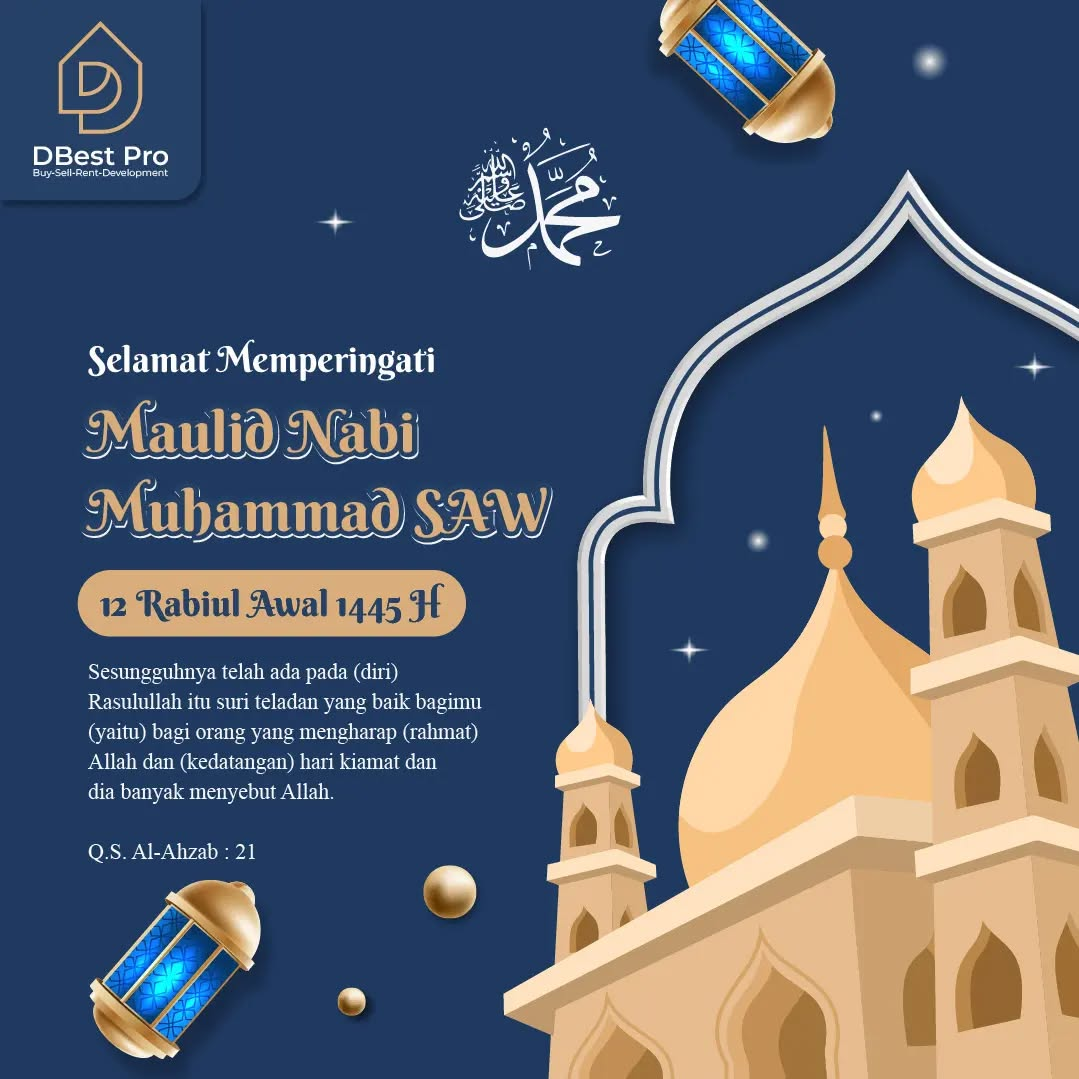 DBest Pro
Buy-Sell-Rent-Development
محمد صلى الله عليه وسلم
Selamat Memperingati
Maulid Nabi
Muhammad SAW
12 Rabiul Awal 1445 H
Sesungguhnya telah ada pada (diri)
Rasulullah itu suri teladan yang baik bagimu
(yaitu) bagi orang yang mengharap (rahmat)
Allah dan (kedatangan) hari kiamat dan
dia banyak menyebut Allah.
Q.S. Al-Ahzab : 21